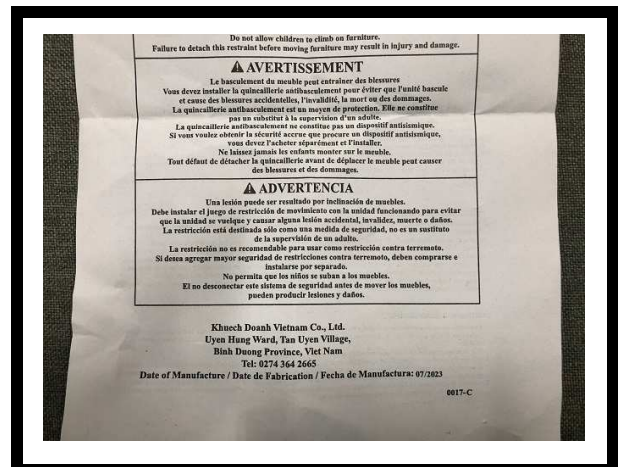 Do not allow children to climb on furniture.
Failure to detach this restraint before moving furniture may result in injury and damage.
AVERTISSEMENT
Le basculement du meuble peut entraîner des blessures
Vous devez installer la quincaillerie antibasculement pour éviter que l'unité bascule
et cause des blessures accidentelles, l'invalidité, la mort ou des dommages.
La quincaillerie antibasculement est un moyen de protection. Elle ne constitue
pas un substitut à la supervision d'un adulte.
La quincaillerie antibasculement ne constitue pas un dispositif antisismique.
Si vous voulez obtenir la sécurité accrue que procure un dispositif antisismique,
vous devez l'acheter séparément et l'installer.
Ne laissez jamais les enfants monter sur le meuble.
Tout défaut de détacher la quincaillerie avant de déplacer le meuble peut causer
des blessures et des dommages.
ADVERTENCIA
Una lesión puede ser resultado por inclinación de muebles.
Debe instalar el juego de restricción de movimiento con la unidad funcionando para evitar
que la unidad se vuelque y causar alguna lesión accidental, invalidez, muerte o daños.
La restricción está destinada sólo como una medida de seguridad, no es un sustituto
de la supervisión de un adulto.
La restricción no es recomendable para usar como restricción contra terremoto.
Si desea agregar mayor seguridad de restricciones contra terremoto, deben comprarse e
instalarse por separado.
No permita que los niños se suban a los muebles.
El no desconectar este sistema de seguridad antes de mover los muebles,
pueden producir lesiones y daños.
Khuech Doanh Vietnam Co., Ltd.
Uyen Hung Ward, Tan Uyen Village,
Binh Duong Province, Viet Nam
Tel: 0274 364 2665
Date of Manufacture / Date de Fabrication / Fecha de Manufactura: 07/2023
0017-C